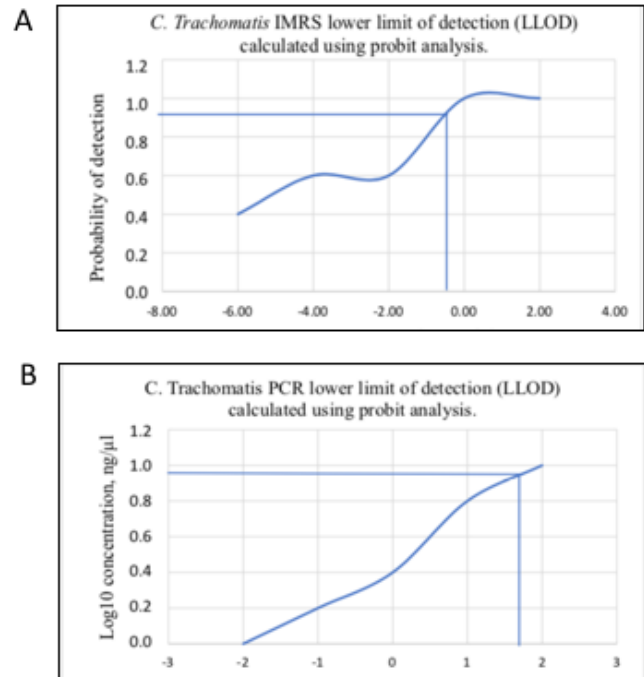 A
C. Trachomatis IMRS lower limit of detection (LLOD)
calculated using probit analysis.
Probability of detection
1.2
1.0
0.8
0.6
0.4
0.2
0.0
-8.00 -6.00 -4.00 -2.00 0.00 2.00 4.00
B
C. Trachomatis PCR lower limit of detection (LLOD)
calculated using probit analysis.
Log10 concentration, ng/µl
1.2
1.0
0.8
0.6
0.4
0.2
0.0
-3 -2 -1 0 1 2 3